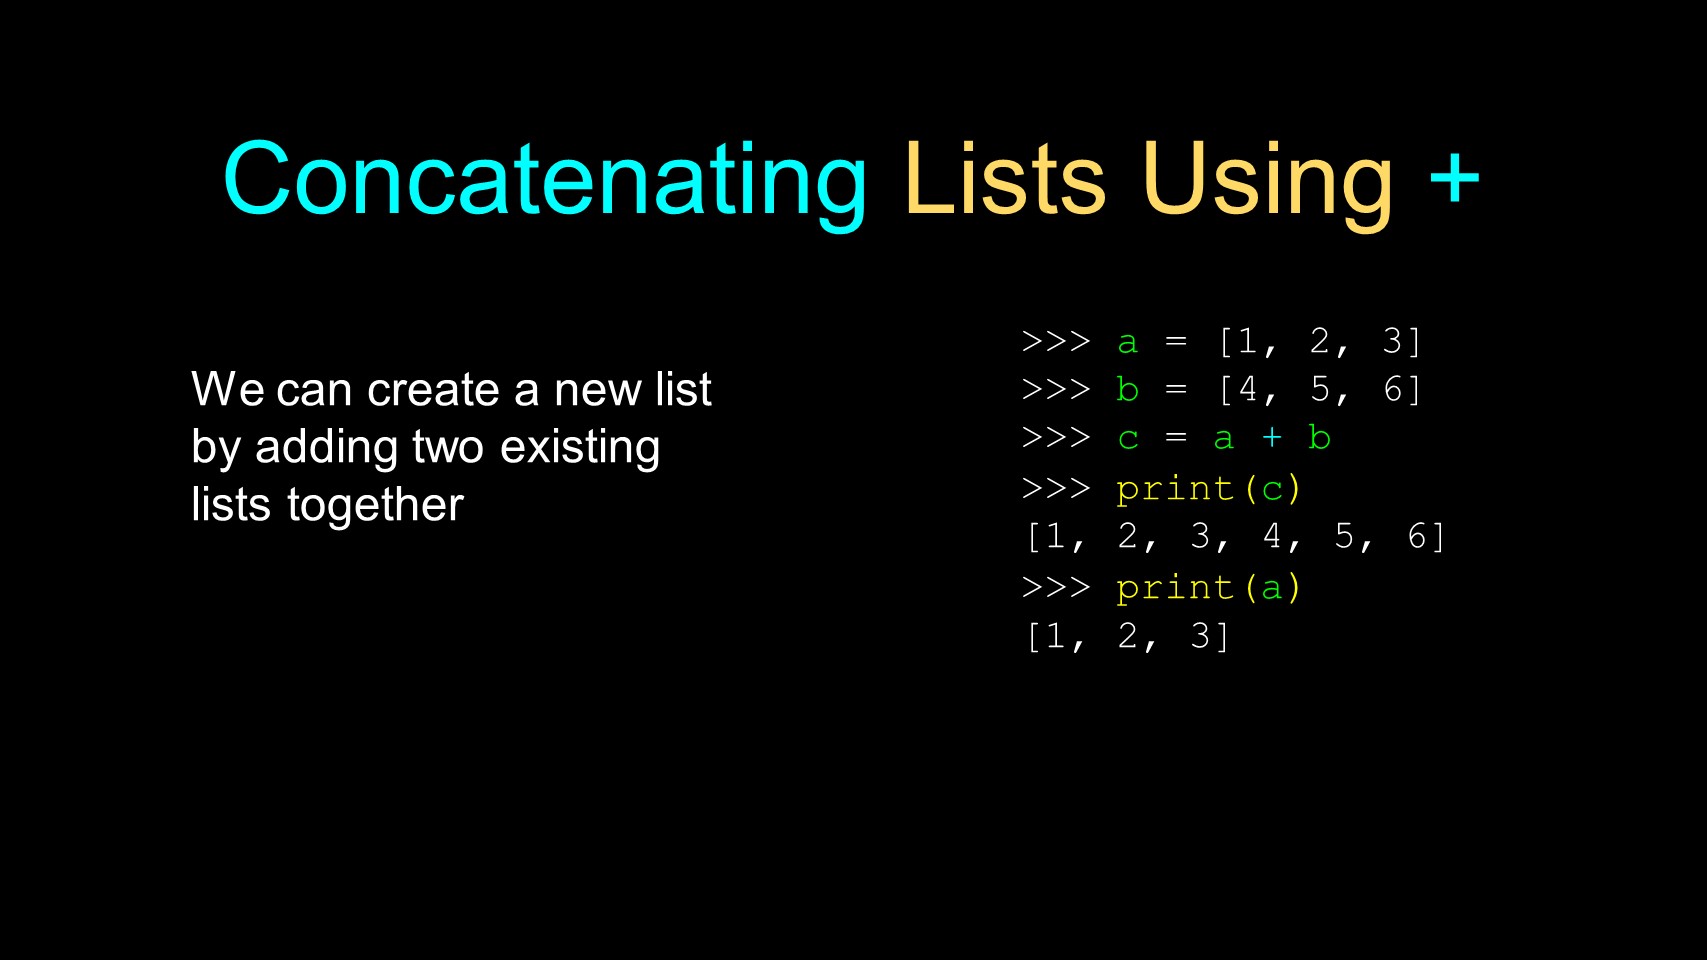 Concatenating Lists Using +
We can create a new list
by adding two existing
lists together
>>> a = [1, 2, 3]
>>> b = [4, 5, 6]
>>> c = a + b
>>> print(c)
[1, 2, 3, 4, 5, 6]
>>> print(a)
[1, 2, 3]